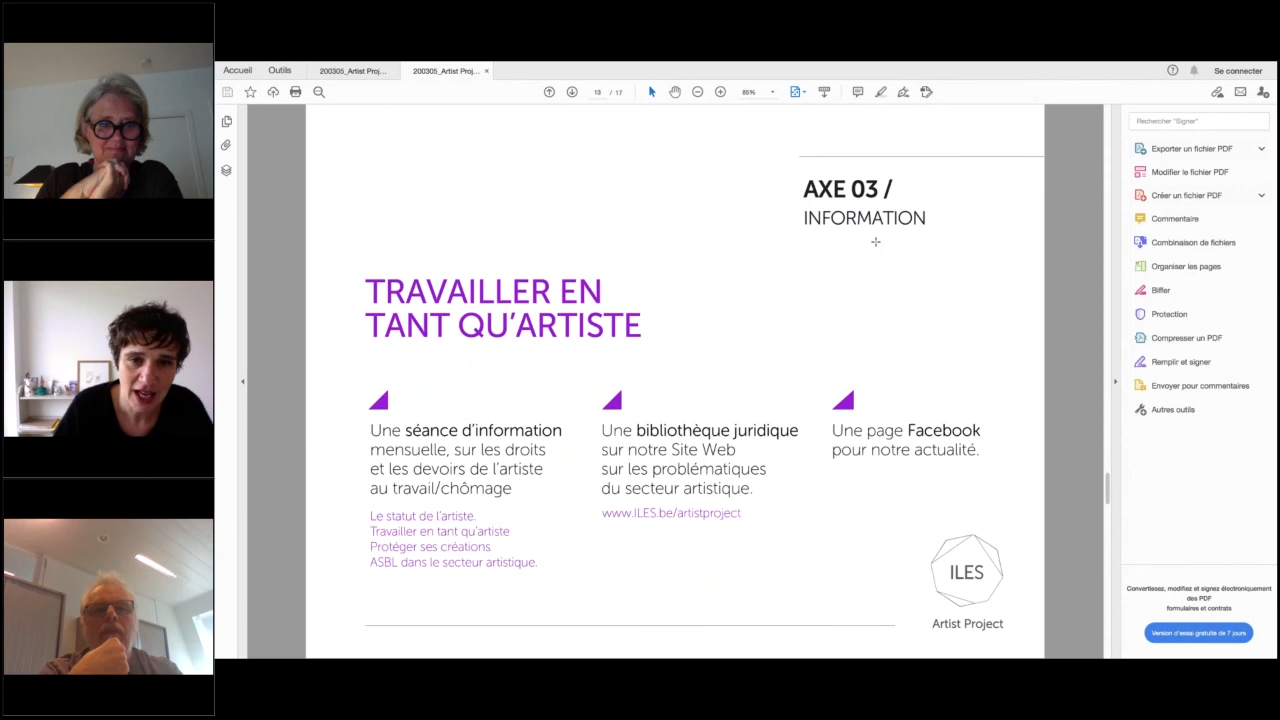 Accueil
Outils
200305_Artist Proj...
200305_Artist Proj... ×
Se connecter
13 / 17
85%
AXE 03 /
INFORMATION
TRAVAILLER EN
TANT QU'ARTISTE
Une séance d'information
mensuelle, sur les droits
et les devoirs de l'artiste
au travail/chômage
Le statut de l'artiste.
Travailler en tant qu'artiste
Protéger ses créations
ASBL dans le secteur artistique.
Une bibliothèque juridique
sur notre Site Web
sur les problématiques
du secteur artistique.
www.ILES.be/artistproject
Une page Facebook
pour notre actualité.
ILES
Artist Project
Rechercher "Signer"
Exporter un fichier PDF
Modifier le fichier PDF
Créer un fichier PDF
Commentaire
Combinaison de fichiers
Organiser les pages
Biffer
Protection
Compresser un PDF
Remplir et signer
Envoyer pour commentaires
Autres outils
Convertissez, modifiez et signez électroniquement
des PDF
formulaires et contrats
Version d'essai gratuite de 7 jours